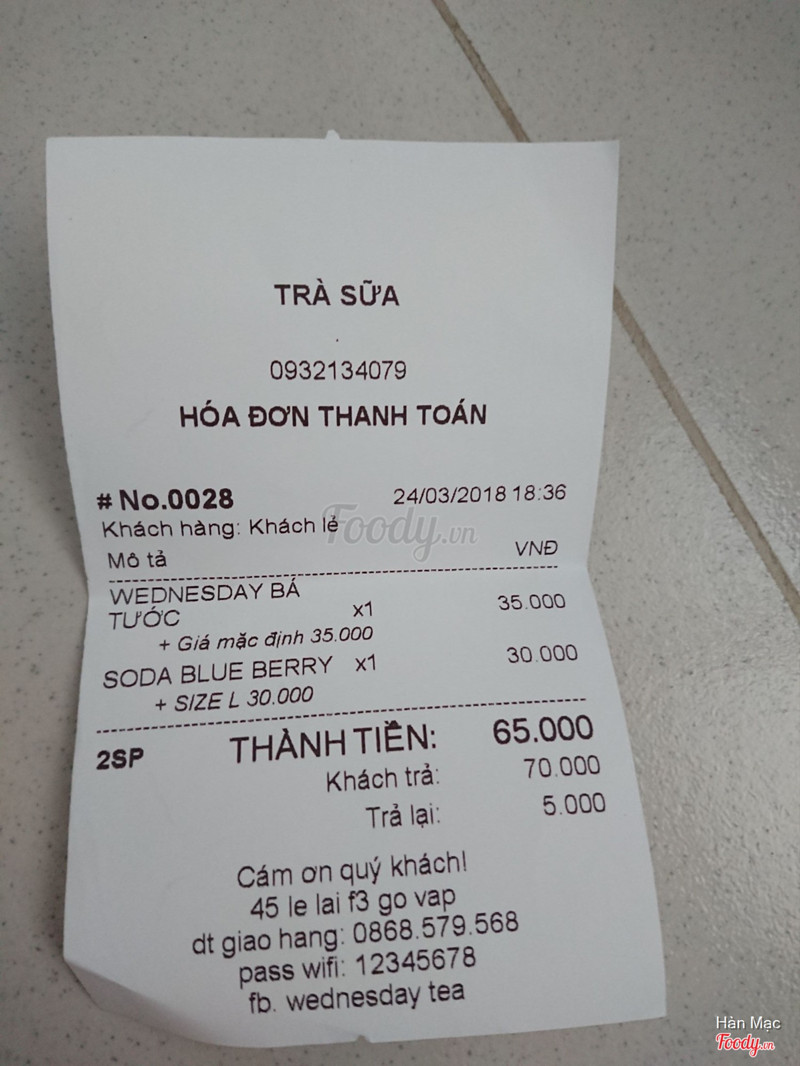 TRÀ SỮA
.
0932134079
HÓA ĐƠN THANH TOÁN
# No.0028 24/03/2018 18:36
Khách hàng: Khách lẻ
Foody.vn
Mô tả VNĐ
WEDNESDAY BÁ
TƯỚC x1 35.000
+ Giá mặc định 35.000
SODA BLUE BERRY x1 30.000
+ SIZE L 30.000
2SP THÀNH TIỀN: 65.000
Khách trả: 70.000
Trả lại: 5.000
Cám ơn quý khách!
45 le lai f3 go vap
dt giao hang: 0868.579.568
pass wifi: 12345678
fb. wednesday tea
Hàn Mạc
Foody.vn